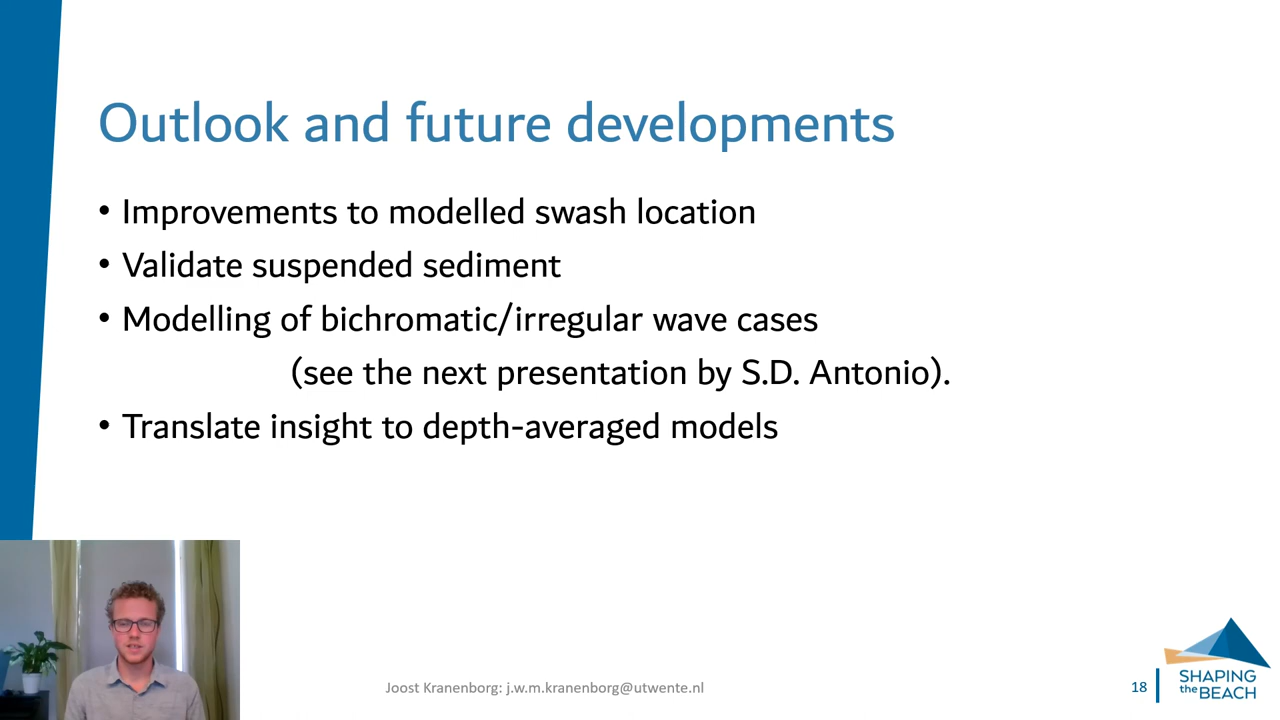 Outlook and future developments
• Improvements to modelled swash location
• Validate suspended sediment
• Modelling of bichromatic/irregular wave cases
(see the next presentation by S.D. Antonio).
• Translate insight to depth-averaged models
Joost Kranenborg: j.w.m.kranenborg@utwente.nl
18
SHAPING
the BEACH